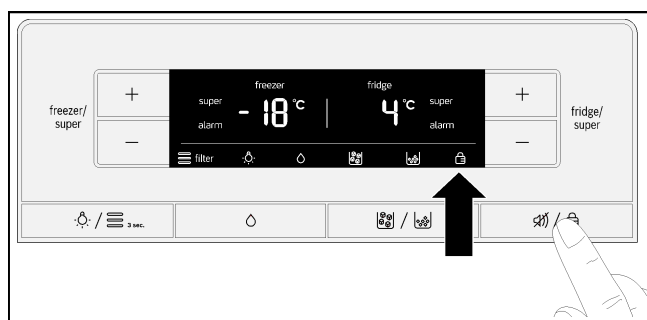 freezer/
super
+
−
freezer
super
alarm
- 18 °C
fridge
4 °C
super
alarm
filter
+
−
fridge/
super
/
3 sec.
/
/